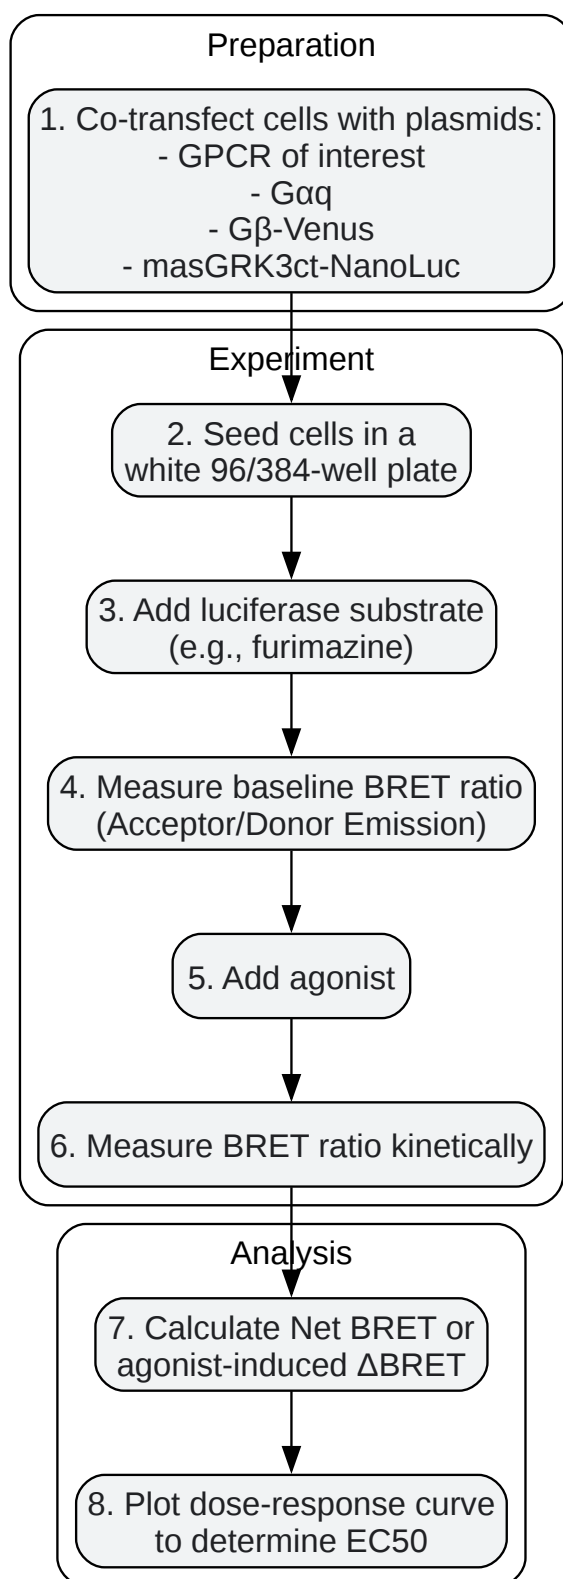 Preparation
1. Co-transfect cells with plasmids:
- GPCR of interest
- Gαq
- Gβ-Venus
- masGRK3ct-NanoLuc
Experiment
2. Seed cells in a
white 96/384-well plate
3. Add luciferase substrate
(e.g., furimazine)
4. Measure baseline BRET ratio
(Acceptor/Donor Emission)
5. Add agonist
6. Measure BRET ratio kinetically
Analysis
7. Calculate Net BRET or
agonist-induced ΔBRET
8. Plot dose-response curve
to determine EC50